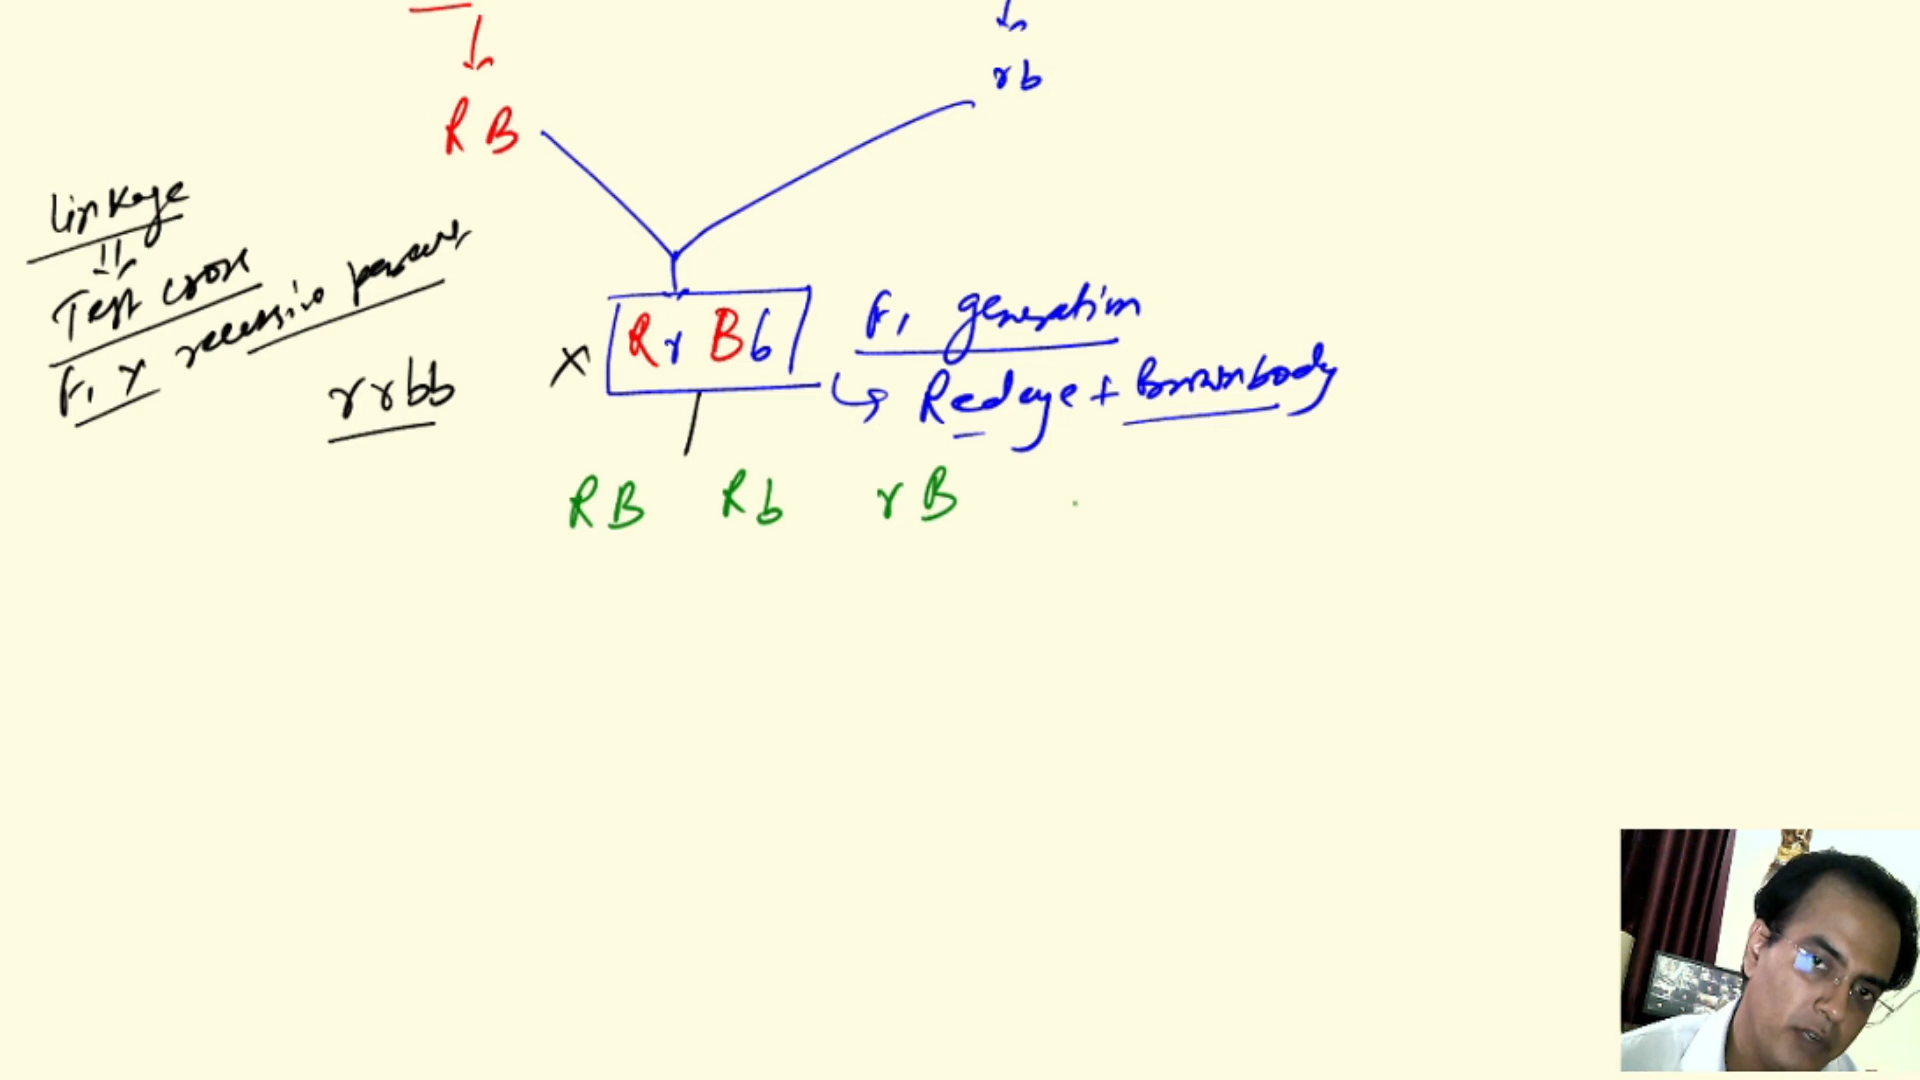 rb
RB
Linkage
Test cross
F1 x recessive parent
rrbb x RrBb
F1 generation
Red eye + Brown body
RB Rb rB